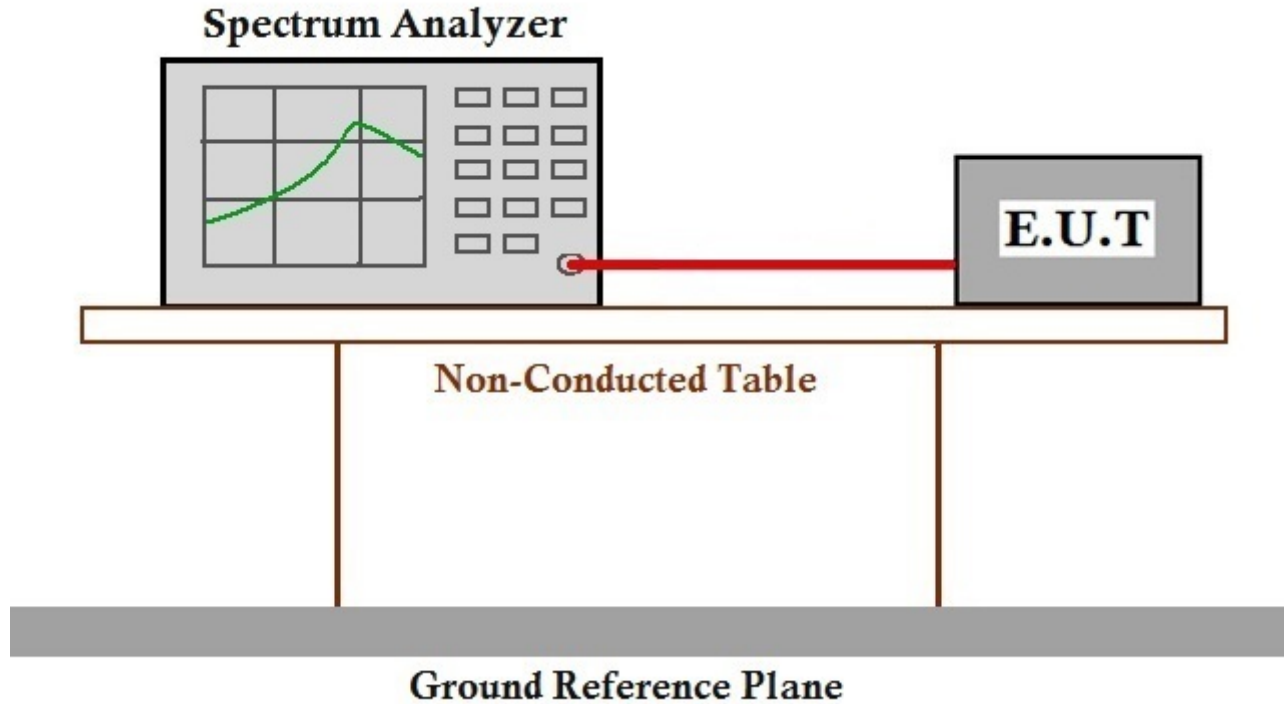 Spectrum Analyzer
E.U.T
Non-Conducted Table
Ground Reference Plane